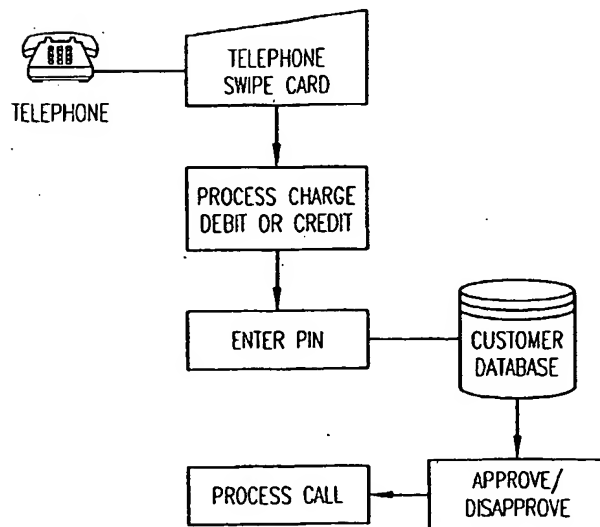 TELEPHONE
TELEPHONE
SWIPE CARD
PROCESS CHARGE
DEBIT OR CREDIT
ENTER PIN
CUSTOMER
DATABASE
PROCESS CALL
APPROVE/
DISAPPROVE